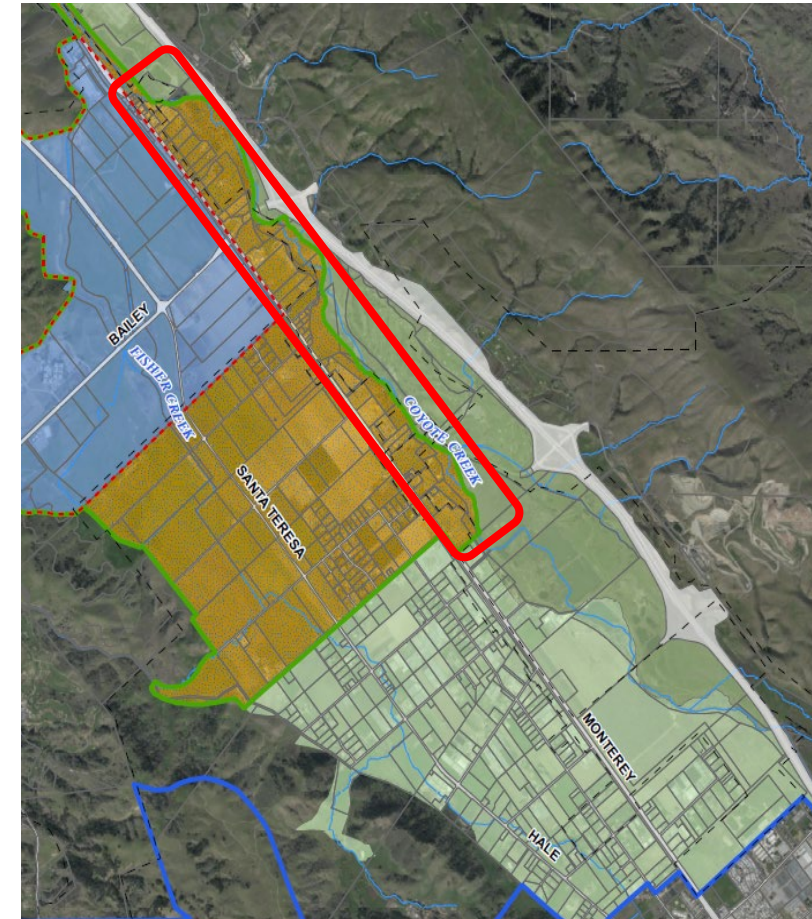 BAILEY
FISHER CREEK
COYOTE CREEK
SANTA TERESA
MONTEREY
HALE